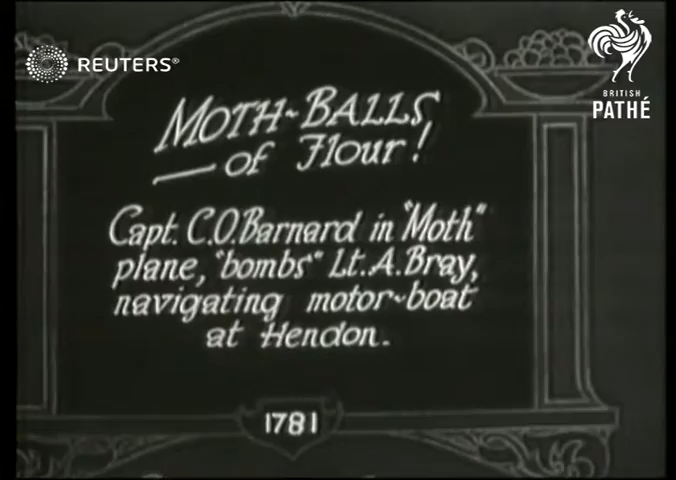 REUTERS®
BRITISH
PATHÉ
MOTH-BALLS
— of Flour!
Capt. C.O.Barnard in "Moth"
plane, "bombs" Lt.A.Bray,
navigating motor-boat
at Hendon.
1781